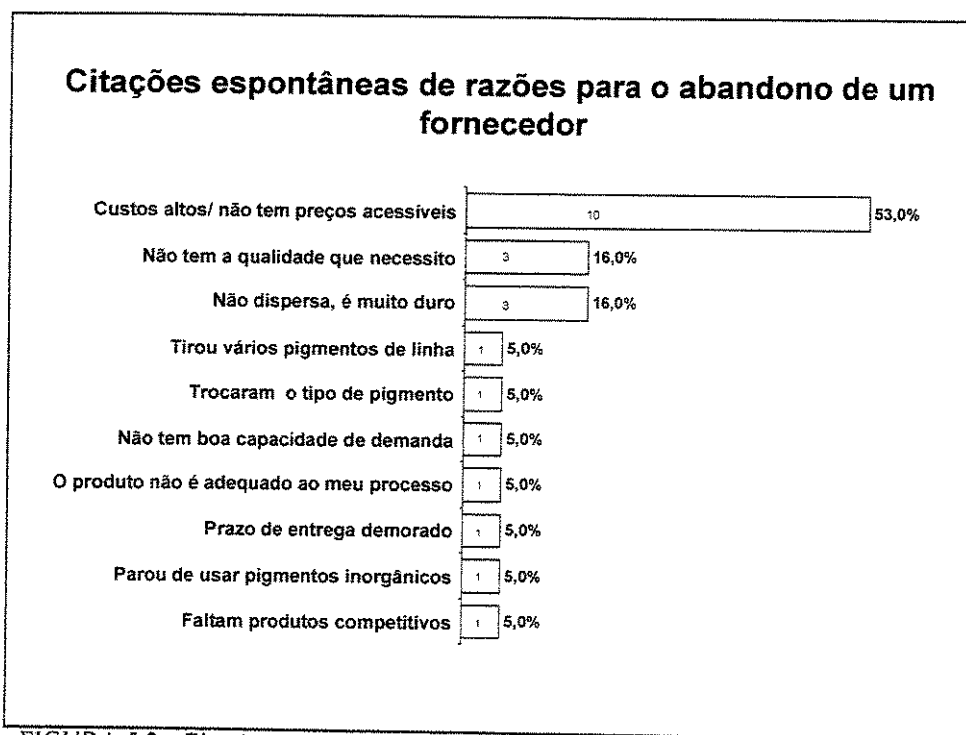 Citações espontâneas de razões para o abandono de um
fornecedor
Custos altos/ não tem preços acessíveis 10 53,0%
Não tem a qualidade que necessito 3 16,0%
Não dispersa, é muito duro 3 16,0%
Tirou vários pigmentos de linha 1 5,0%
Trocaram o tipo de pigmento 1 5,0%
Não tem boa capacidade de demanda 1 5,0%
O produto não é adequado ao meu processo 1 5,0%
Prazo de entrega demorado 1 5,0%
Parou de usar pigmentos inorgânicos 1 5,0%
Faltam produtos competitivos 1 5,0%